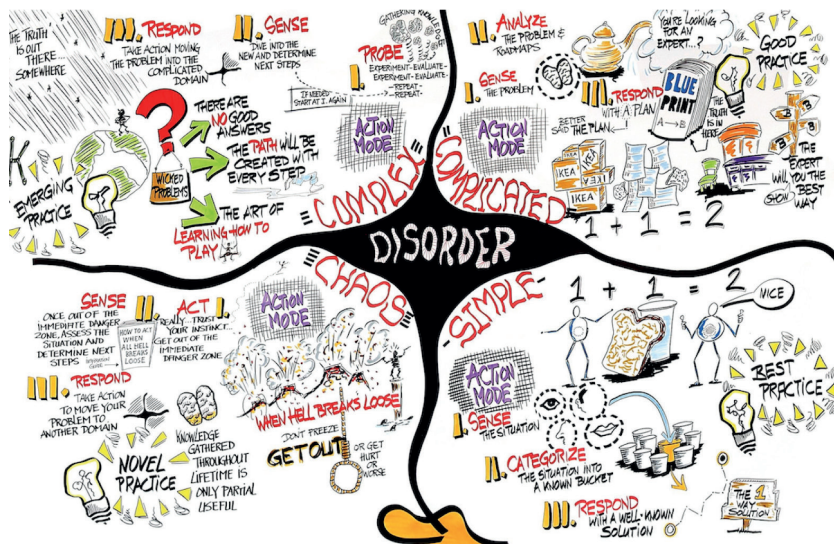 THE TRUTH
IS OUT
THERE...
SOMEWHERE
III. RESPOND
TAKE ACTION MOVING
THE PROBLEM INTO THE
COMPLICATED
DOMAIN
II. SENSE
DIVE INTO THE
NEW AND DETERMINE
NEXT STEPS
GATHERING KNOWLEDGE
I. PROBE
EXPERIMENT-EVALUATE-
EXPERIMENT-EVALUATE-
-REPEAT-
-REPEAT-
IF NEEDED
START AT I. AGAIN
ACTION
MODE
?
WICKED
PROBLEMS
THERE ARE
NO GOOD
ANSWERS
THE PATH WILL BE
CREATED WITH
EVERY STEP
THE ART OF
LEARNING HOW TO
PLAY
EMERGING
PRACTICE
COMPLEX
II. ANALYZE
THE PROBLEM &
ROADMAPS
I. SENSE
THE PROBLEM
III. RESPOND
WITH A PLAN
BETTER
SAID THE PLAN!
ACTION
MODE
YOU'RE LOOKING
FOR AN
EXPERT...?
BLUE
PRINT
A → B
THE
TRUTH
IS IN
HERE
GOOD
PRACTICE
IKEA
IKEA
IKEA
IKEA
THE
EXPERT
WILL SHOW YOU THE
BEST
WAY
1 + 1 = 2
COMPLICATED
DISORDER
CHAOS
SIMPLE
SENSE
II.
ONCE OUT OF THE
IMMEDIATE DANGER
ZONE, ASSESS THE
SITUATION AND
DETERMINE NEXT
STEPS
HOW TO ACT
WHEN
ALL HELL
BREAKS
LOOSE
ACT I.
REALLY... TRUST
YOUR INSTINCT...
GET OUT OF THE
IMMEDIATE
DANGER ZONE
ACTION
MODE
III. RESPOND
TAKE ACTION
TO MOVE YOUR
PROBLEM TO
ANOTHER DOMAIN
WHEN HELL BREAKS LOOSE
DON'T FREEZE
GET OUT
OR GET
HURT
OR
WORSE
NOVEL
PRACTICE
KNOWLEDGE
GATHERED
THROUGHOUT
LIFETIME IS
ONLY PARTIAL
USEFUL
1 + 1 = 2
NICE
ACTION
MODE
I. SENSE
THE SITUATION
II. CATEGORIZE
THE SITUATION INTO
A KNOWN BUCKET
III. RESPOND
WITH A WELL-KNOWN
SOLUTION
BEST
PRACTICE
THE 1
WAY
SOLUTION